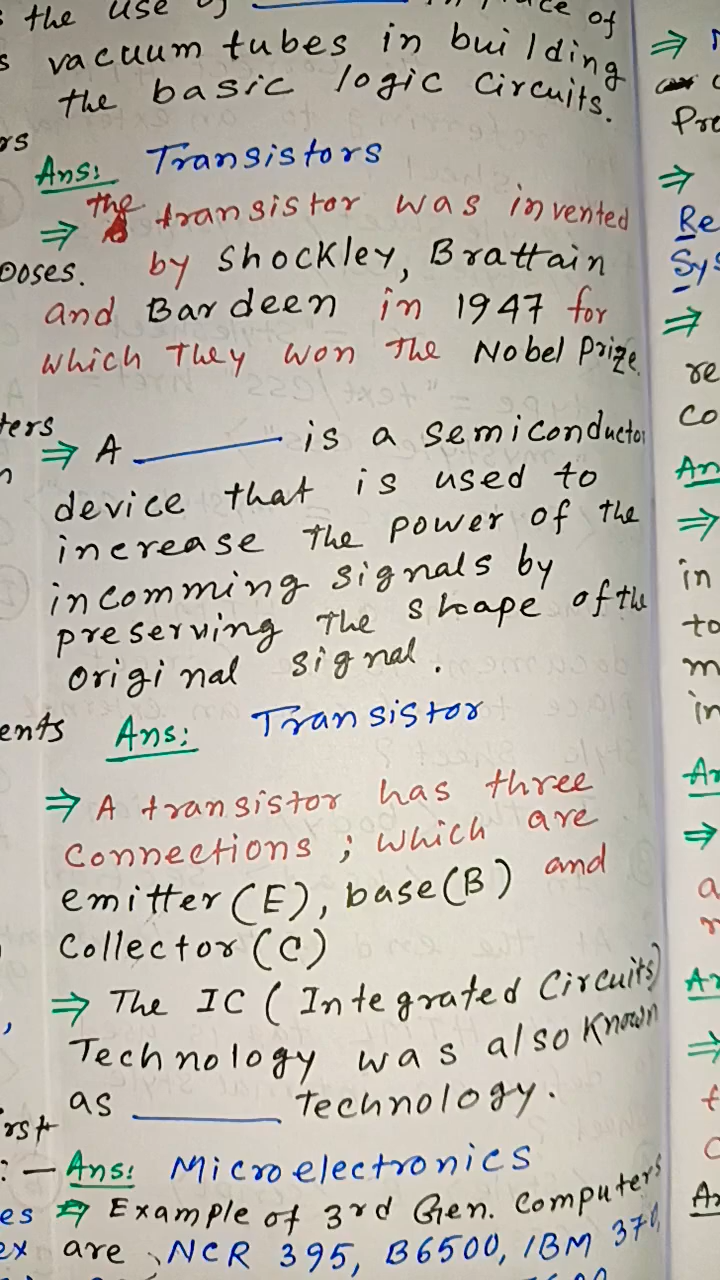 the use
vacuum tubes in building
the basic logic circuits.
Ans: Transistors
⇒ the transistor was invented
by Shockley, Brattain
and Bardeen in 1947 for
which They won The Nobel Prize.
⇒ A ______ is a semiconductor
device that is used to
increase The power of the
incomming signals by
preserving The shape of the
original signal.
Ans: Transistor
⇒ A transistor has three
connections; which are
emitter (E), base (B) and
Collector (C)
⇒ The IC (Integrated Circuits)
Technology was also known
as ______ Technology.
Ans: Microelectronics
⇒ Example of 3rd Gen. Computers
are NCR 395, B6500, IBM 370,